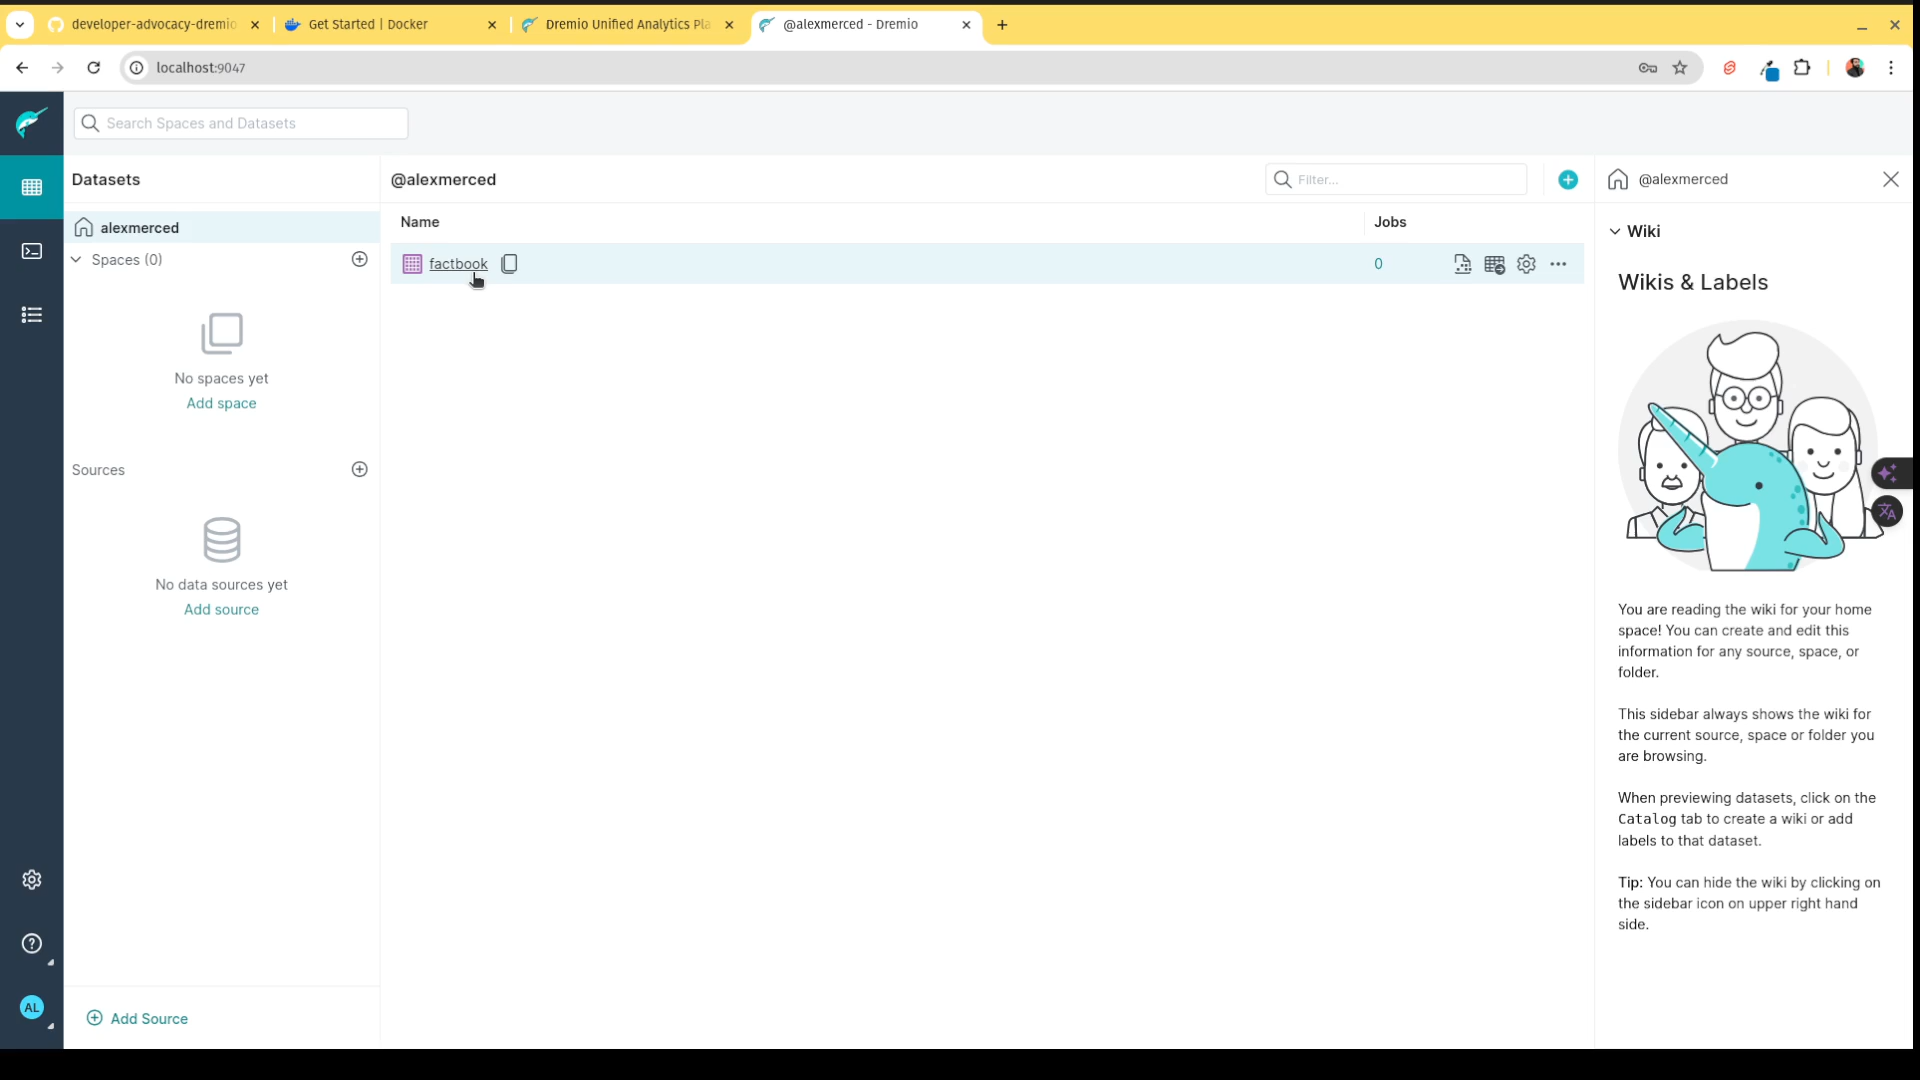 developer-advocacy-dremio
Get Started | Docker
Dremio Unified Analytics Pla
@alexmerced - Dremio
localhost:9047
Search Spaces and Datasets
Datasets
@alexmerced
Filter...
@alexmerced
alexmerced
Name
Jobs
Wiki
Spaces (0)
factbook
0
Wikis & Labels
No spaces yet
Add space
Sources
No data sources yet
Add source
You are reading the wiki for your home
space! You can create and edit this
information for any source, space, or
folder.
This sidebar always shows the wiki for
the current source, space or folder you
are browsing.
When previewing datasets, click on the
Catalog tab to create a wiki or add
labels to that dataset.
Tip: You can hide the wiki by clicking on
the sidebar icon on upper right hand
side.
AL
Add Source